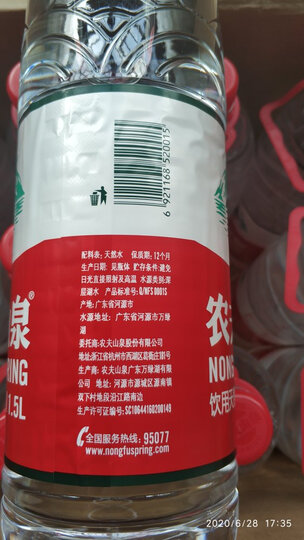 6 921168 520015
配料表: 天然水 保质期: 12个月
生产日期: 见瓶体 贮存条件: 避免
日光直接照射及高温 水源类别: 深
层湖水 产品标准号: Q/NFS 0001S
产地: 广东省河源市
水源地址: 广东省河源市万绿
湖
委托商: 农夫山泉股份有限公司
地址: 浙江省杭州市西湖区葛衙庄181号
生产商: 农夫山泉广东万绿湖有限
公司 地址: 河源市源城区源南镇
双下村地段沿江路南边
生产许可证编号: SC10644160200149
全国服务热线: 95077
www.nongfuspring.com
泉®
NING
1.5L
农
NONG
饮用天
2020/6/28 17:35